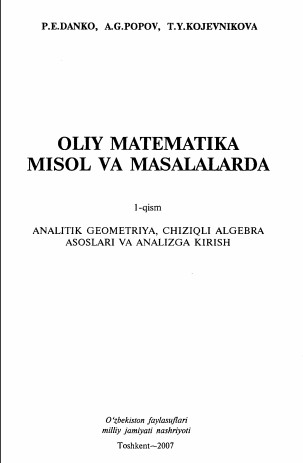 P.E.DANKO, A.G.POPOV, T.Y.KOJEVNIKOVA
OLIY MATEMATIKA
MISOL VA MASALALARDA
1-qism
ANALITIK GEOMETRIYA, CHIZIQLI ALGEBRA
ASOSLARI VA ANALIZGA KIRISH
O‘zbekiston faylasuflari
milliy jamiyati nashriyoti
Toshkent—2007